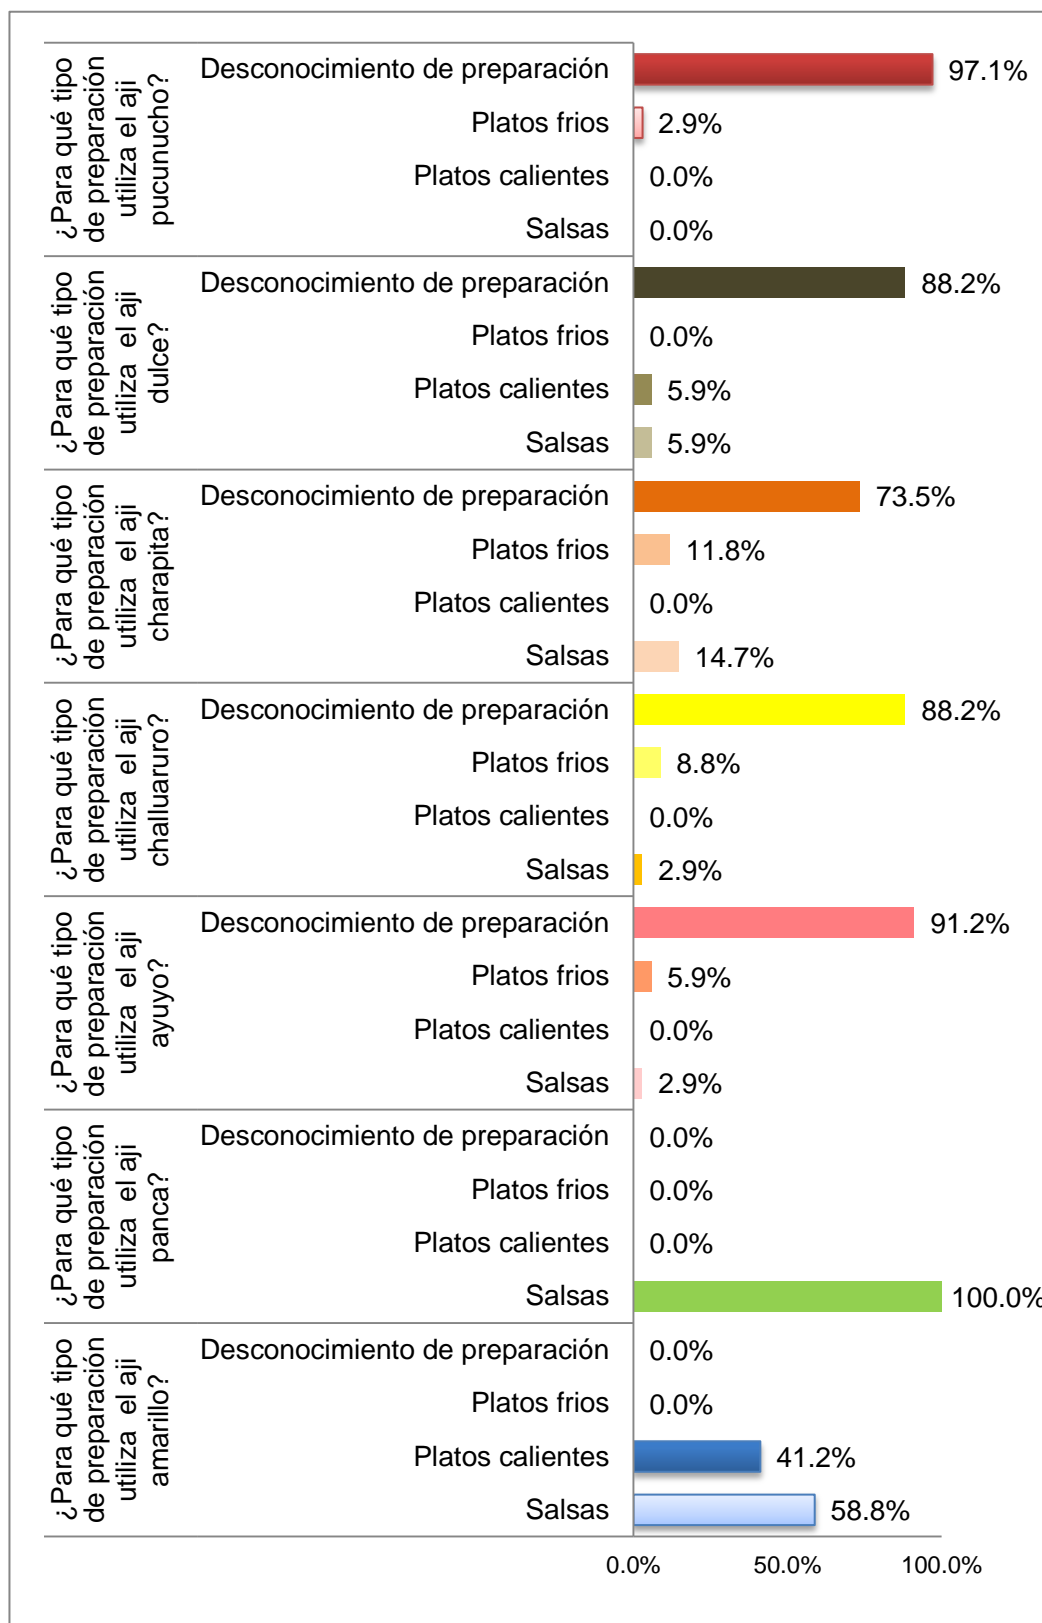 ¿Para qué tipo
de preparación
utiliza el aji
pucunucho?
Desconocimiento de preparación 97.1%
Platos frios 2.9%
Platos calientes 0.0%
Salsas 0.0%
¿Para qué tipo
de preparación
utiliza el aji
dulce?
Desconocimiento de preparación 88.2%
Platos frios 0.0%
Platos calientes 5.9%
Salsas 5.9%
¿Para qué tipo
de preparación
utiliza el aji
charapita?
Desconocimiento de preparación 73.5%
Platos frios 11.8%
Platos calientes 0.0%
Salsas 14.7%
¿Para qué tipo
de preparación
utiliza el aji
challuaruro?
Desconocimiento de preparación 88.2%
Platos frios 8.8%
Platos calientes 0.0%
Salsas 2.9%
¿Para qué tipo
de preparación
utiliza el aji
ayuyo?
Desconocimiento de preparación 91.2%
Platos frios 5.9%
Platos calientes 0.0%
Salsas 2.9%
¿Para qué tipo
de preparación
utiliza el aji
panca?
Desconocimiento de preparación 0.0%
Platos frios 0.0%
Platos calientes 0.0%
Salsas 100.0%
¿Para qué tipo
de preparación
utiliza el aji
amarillo?
Desconocimiento de preparación 0.0%
Platos frios 0.0%
Platos calientes 41.2%
Salsas 58.8%
0.0% 50.0% 100.0%